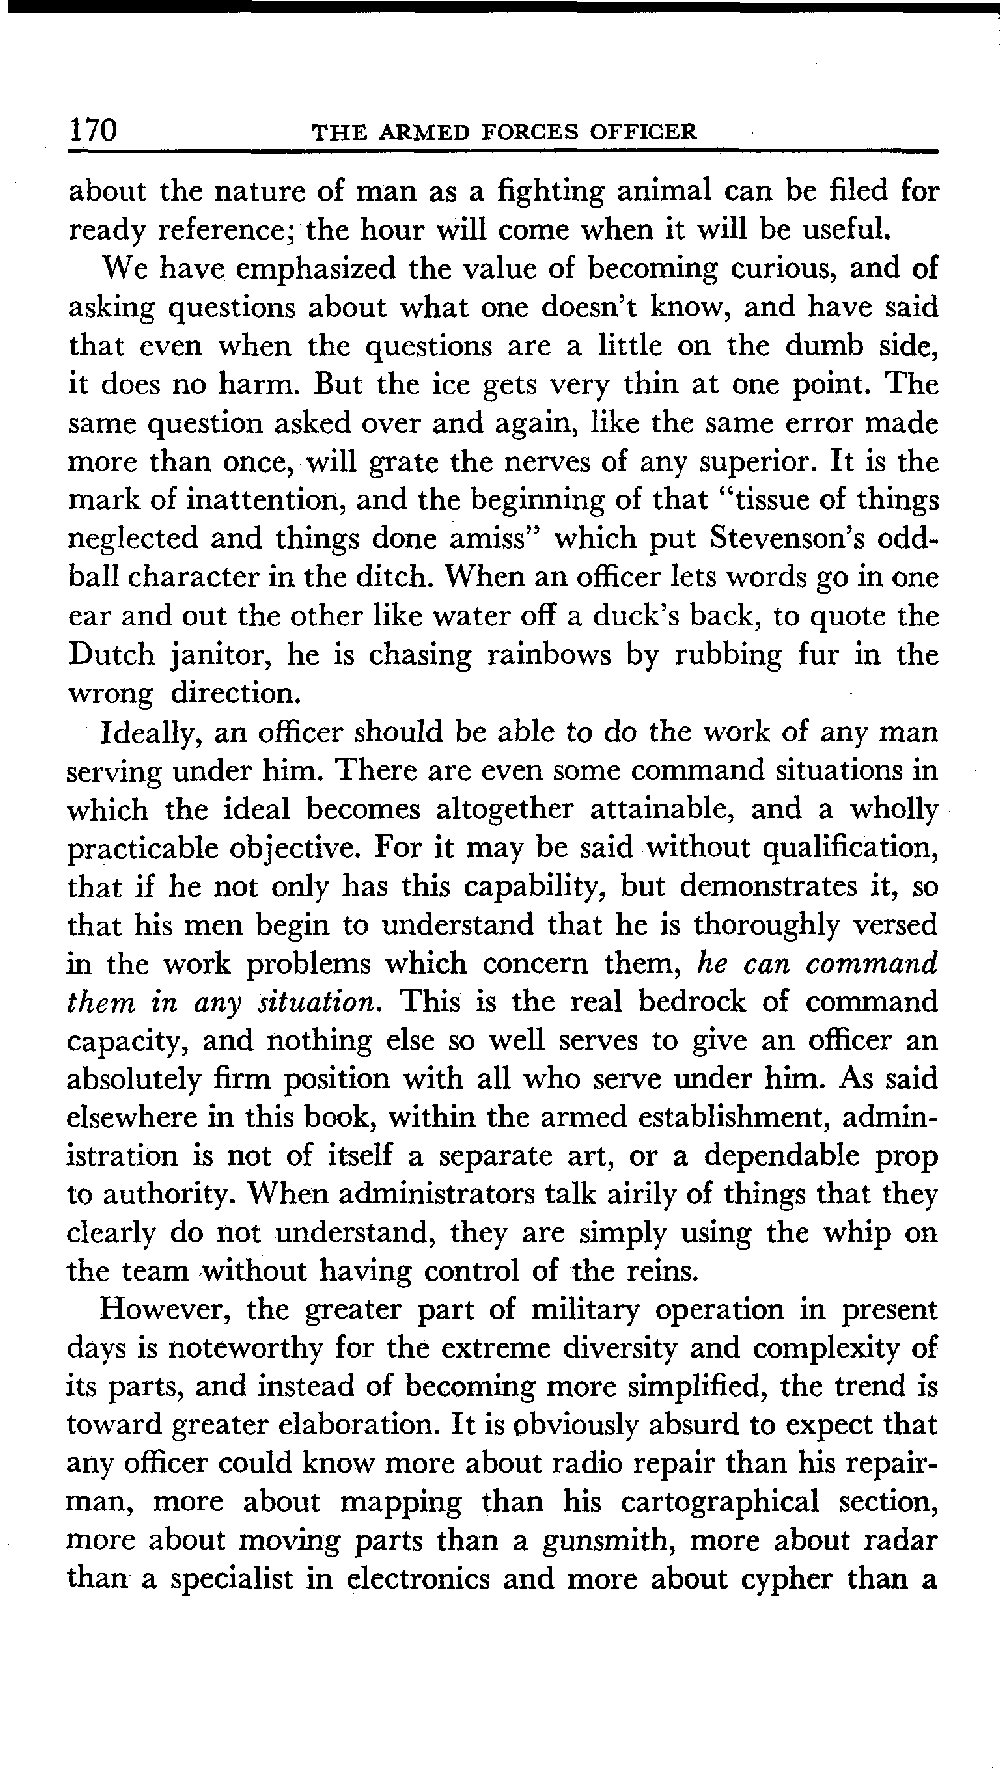 170 THE ARMED FORCES OFFICER
about the nature of man as a fighting animal can be filed for
ready reference; the hour will come when it will be useful.
We have emphasized the value of becoming curious, and of
asking questions about what one doesn't know, and have said
that even when the questions are a little on the dumb side,
it does no harm. But the ice gets very thin at one point. The
same question asked over and again, like the same error made
more than once, will grate the nerves of any superior. It is the
mark of inattention, and the beginning of that "tissue of things
neglected and things done amiss" which put Stevenson's odd-
ball character in the ditch. When an officer lets words go in one
ear and out the other like water off a duck's back, to quote the
Dutch janitor, he is chasing rainbows by rubbing fur in the
wrong direction.
Ideally, an officer should be able to do the work of any man
serving under him. There are even some command situations in
which the ideal becomes altogether attainable, and a wholly
practicable objective. For it may be said without qualification,
that if he not only has this capability, but demonstrates it, so
that his men begin to understand that he is thoroughly versed
in the work problems which concern them, he can command
them in any situation. This is the real bedrock of command
capacity, and nothing else so well serves to give an officer an
absolutely firm position with all who serve under him. As said
elsewhere in this book, within the armed establishment, admin-
istration is not of itself a separate art, or a dependable prop
to authority. When administrators talk airily of things that they
clearly do not understand, they are simply using the whip on
the team without having control of the reins.
However, the greater part of military operation in present
days is noteworthy for the extreme diversity and complexity of
its parts, and instead of becoming more simplified, the trend is
toward greater elaboration. It is obviously absurd to expect that
any officer could know more about radio repair than his repair-
man, more about mapping than his cartographical section,
more about moving parts than a gunsmith, more about radar
than a specialist in electronics and more about cypher than a